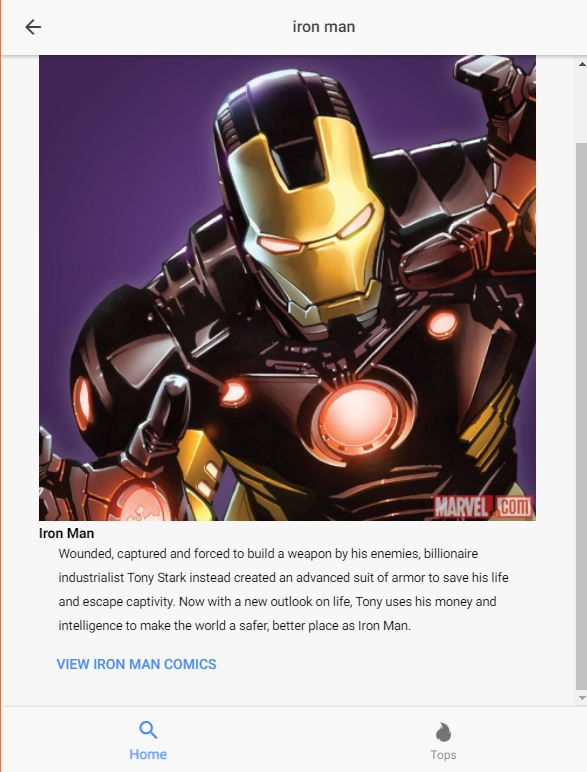 iron man
MARVEL.COM
Iron Man
Wounded, captured and forced to build a weapon by his enemies, billionaire
industrialist Tony Stark instead created an advanced suit of armor to save his life
and escape captivity. Now with a new outlook on life, Tony uses his money and
intelligence to make the world a safer, better place as Iron Man.
VIEW IRON MAN COMICS
Home
Tops